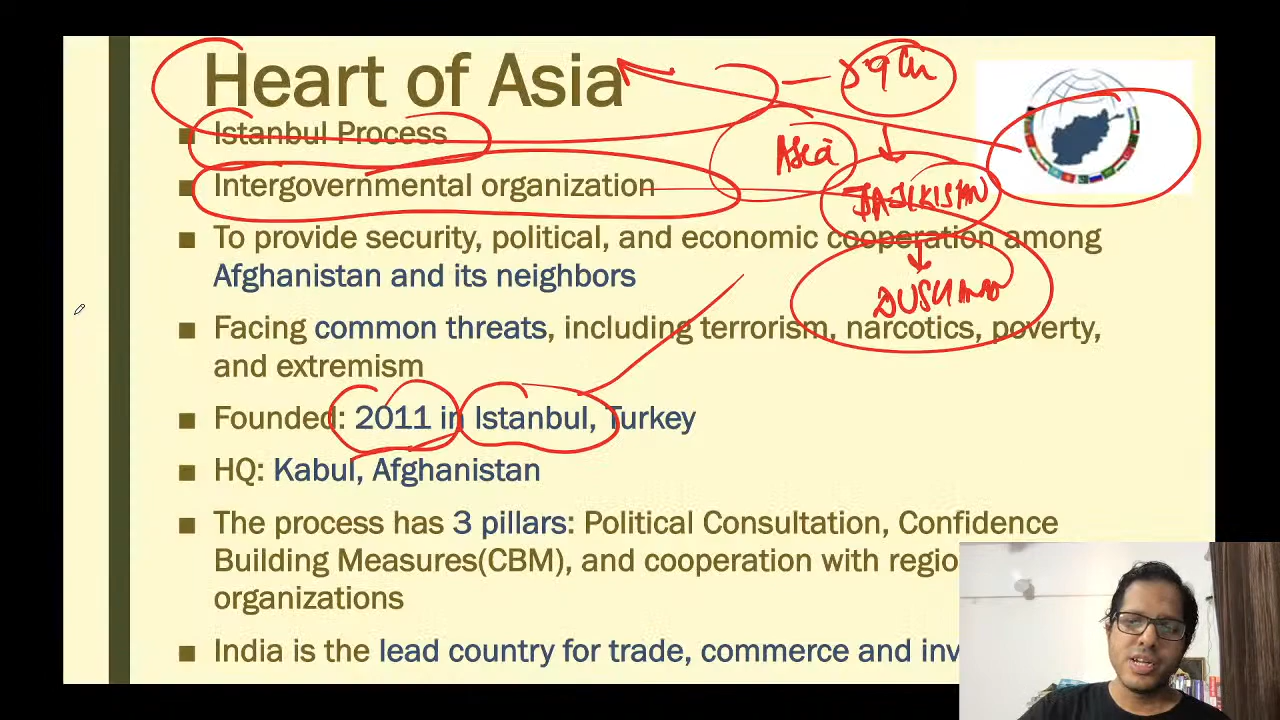 Heart of Asia
Istanbul Process
Intergovernmental organization
To provide security, political, and economic cooperation among
Afghanistan and its neighbors
Facing common threats, including terrorism, narcotics, poverty,
and extremism
Founded: 2011 in Istanbul, Turkey
HQ: Kabul, Afghanistan
The process has 3 pillars: Political Consultation, Confidence
Building Measures(CBM), and cooperation with regio
organizations
India is the lead country for trade, commerce and inv
9th
Asia